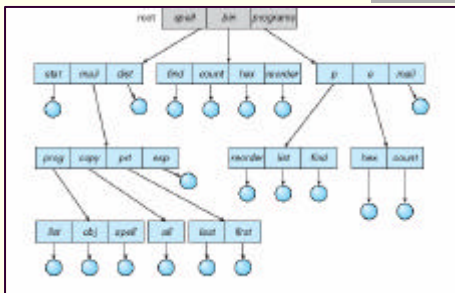 root spell bin programs
stat mail dist find count hex reorder p e mail
prog copy prt exp reorder list find hex count
list obj spell all last first